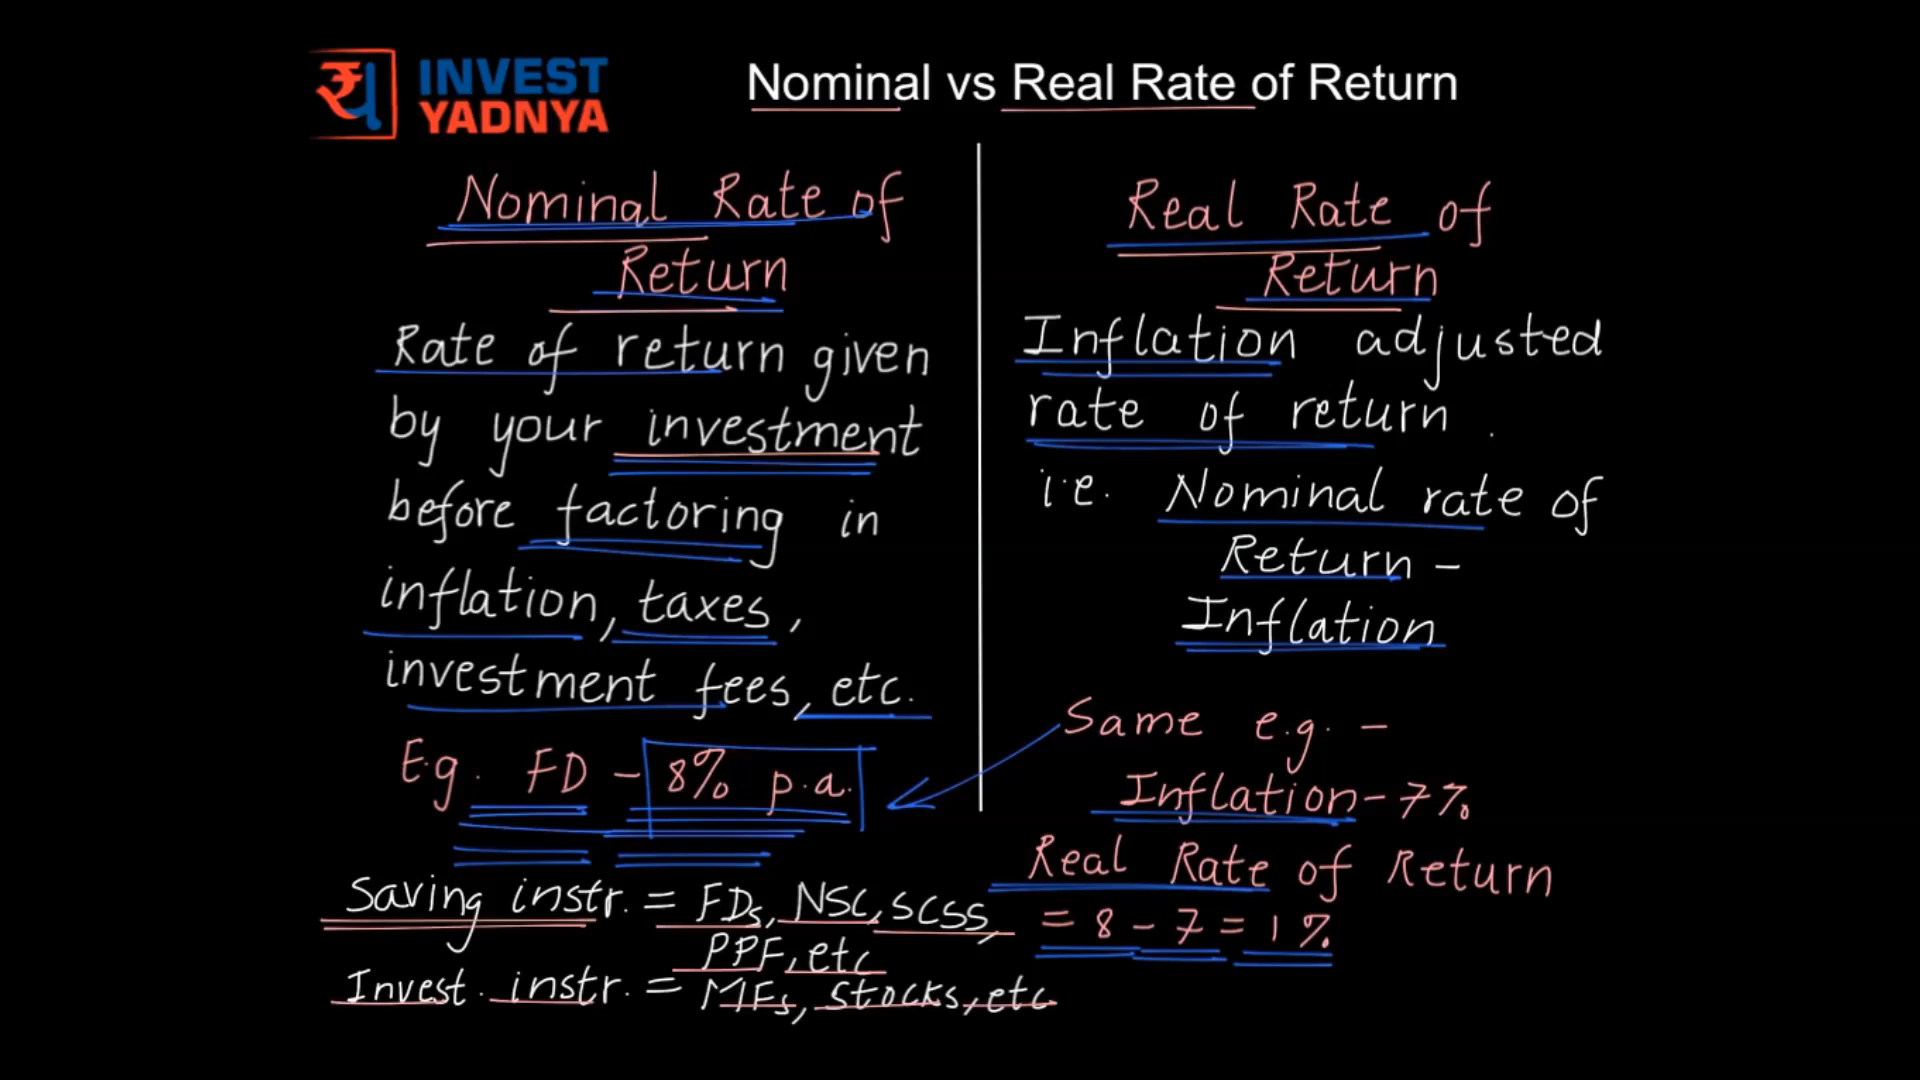 INVEST
YADNYA
Nominal vs Real Rate of Return
Nominal Rate of
Return
Rate of return given
by your investment
before factoring in
inflation, taxes,
investment fees, etc.
E.g. FD - 8% p.a.
Saving instr. = FDs, NSC, SCSS,
PPF, etc
Invest. instr. = MFs, Stocks, etc
Real Rate of
Return
Inflation adjusted
rate of return.
i.e. Nominal rate of
Return -
Inflation
Same e.g. -
Inflation - 7%
Real Rate of Return
= 8 - 7 = 1%